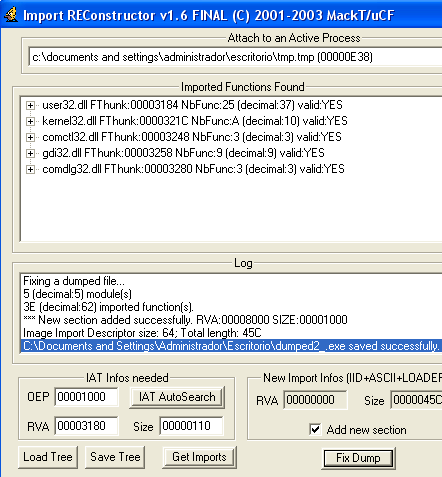 Import REConstructor v1.6 FINAL (C) 2001-2003 MackT/uCF
Attach to an Active Process
c:\documents and settings\administrador\escritorio\tmp.tmp (00000E38)
Imported Functions Found
user32.dll FThunk:00003184 NbFunc:25 (decimal:37) valid:YES
kernel32.dll FThunk:0000321C NbFunc:A (decimal:10) valid:YES
comctl32.dll FThunk:00003248 NbFunc:3 (decimal:3) valid:YES
gdi32.dll FThunk:00003258 NbFunc:9 (decimal:9) valid:YES
comdlg32.dll FThunk:00003280 NbFunc:3 (decimal:3) valid:YES
Log
Fixing a dumped file...
5 (decimal:5) module(s)
3E (decimal:62) imported function(s).
*** New section added successfully. RVA:00008000 SIZE:00001000
Image Import Descriptor size: 64; Total length: 45C
C:\Documents and Settings\Administrador\Escritorio\dumped2_.exe saved successfully.
IAT Infos needed
New Import Infos (IID+ASCII+LOADER
OEP 00001000 IAT AutoSearch
RVA 00000000 Size 0000045C
RVA 00003180 Size 00000110
Add new section
Load Tree Save Tree Get Imports Fix Dump